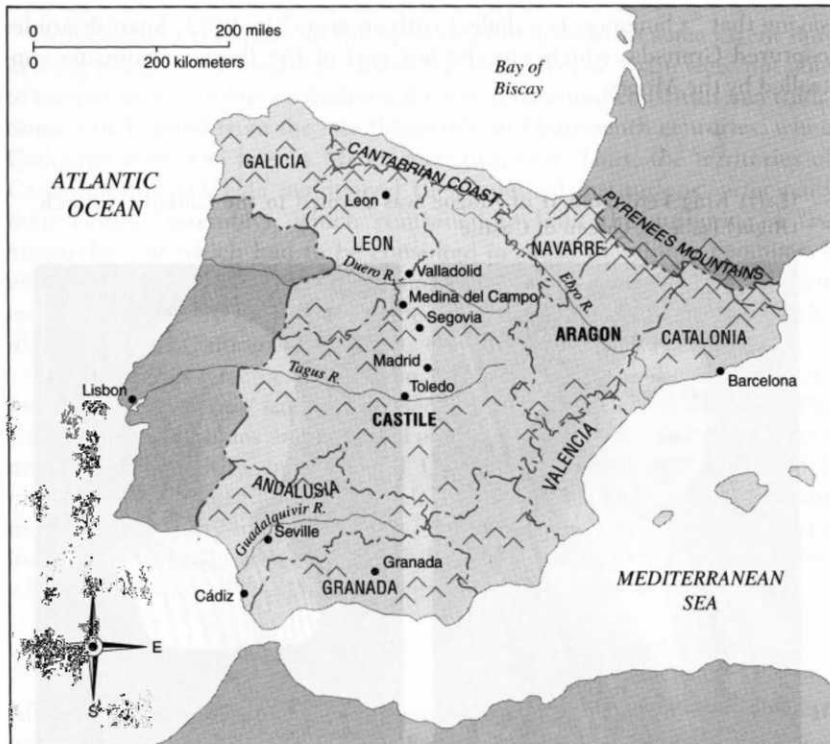 0 200 miles
0 200 kilometers
Bay of
Biscay
ATLANTIC
OCEAN
GALICIA
CANTABRIAN COAST
Leon
LEON
NAVARRE
PYRENEES MOUNTAINS
Duero R.
Valladolid
Ebro R.
Medina del Campo
Segovia
ARAGON
CATALONIA
Madrid
Barcelona
Lisbon
Tagus R.
Toledo
CASTILE
VALENCIA
ANDALUSIA
Guadalquivir R.
Seville
Granada
GRANADA
Cádiz
MEDITERRANEAN
SEA
E
S